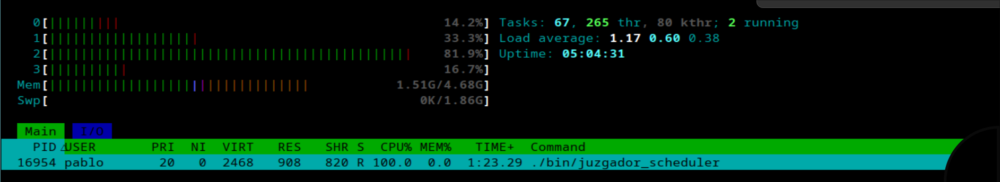 0[||||||||| 14.2%] Tasks: 67, 265 thr, 80 kthr; 2 running
1[||||||||||||||||||| 33.3%] Load average: 1.17 0.60 0.38
2[|||||||||||||||||||||||||||||||||||||||||||||| 81.9%] Uptime: 05:04:31
3[|||||||||| 16.7%]
Mem[||||||||||||||||||||||||||||||||| 1.51G/4.68G]
Swp[ 0K/1.86G]
Main I/O
PID△USER PRI NI VIRT RES SHR S CPU% MEM% TIME+ Command
16954 pablo 20 0 2468 908 820 R 100.0 0.0 1:23.29 ./bin/juzgador_scheduler